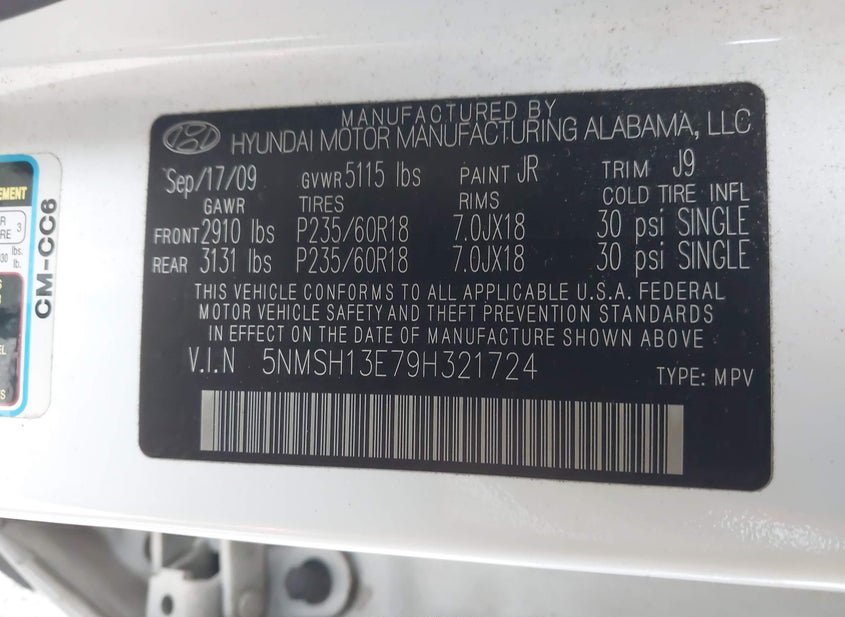 MANUFACTURED BY
HYUNDAI MOTOR MANUFACTURING ALABAMA, LLC
Sep/17/09 GVWR 5115 lbs PAINT JR TRIM J9
GAWR TIRES RIMS COLD TIRE INFL
FRONT 2910 lbs P235/60R18 7.0JX18 30 psi SINGLE
REAR 3131 lbs P235/60R18 7.0JX18 30 psi SINGLE
THIS VEHICLE CONFORMS TO ALL APPLICABLE U.S.A. FEDERAL
MOTOR VEHICLE SAFETY AND THEFT PREVENTION STANDARDS
IN EFFECT ON THE DATE OF MANUFACTURE SHOWN ABOVE
V.I.N 5NMSH13E79H321724
TYPE: MPV
CM-CC6
3
lbs.
lb.